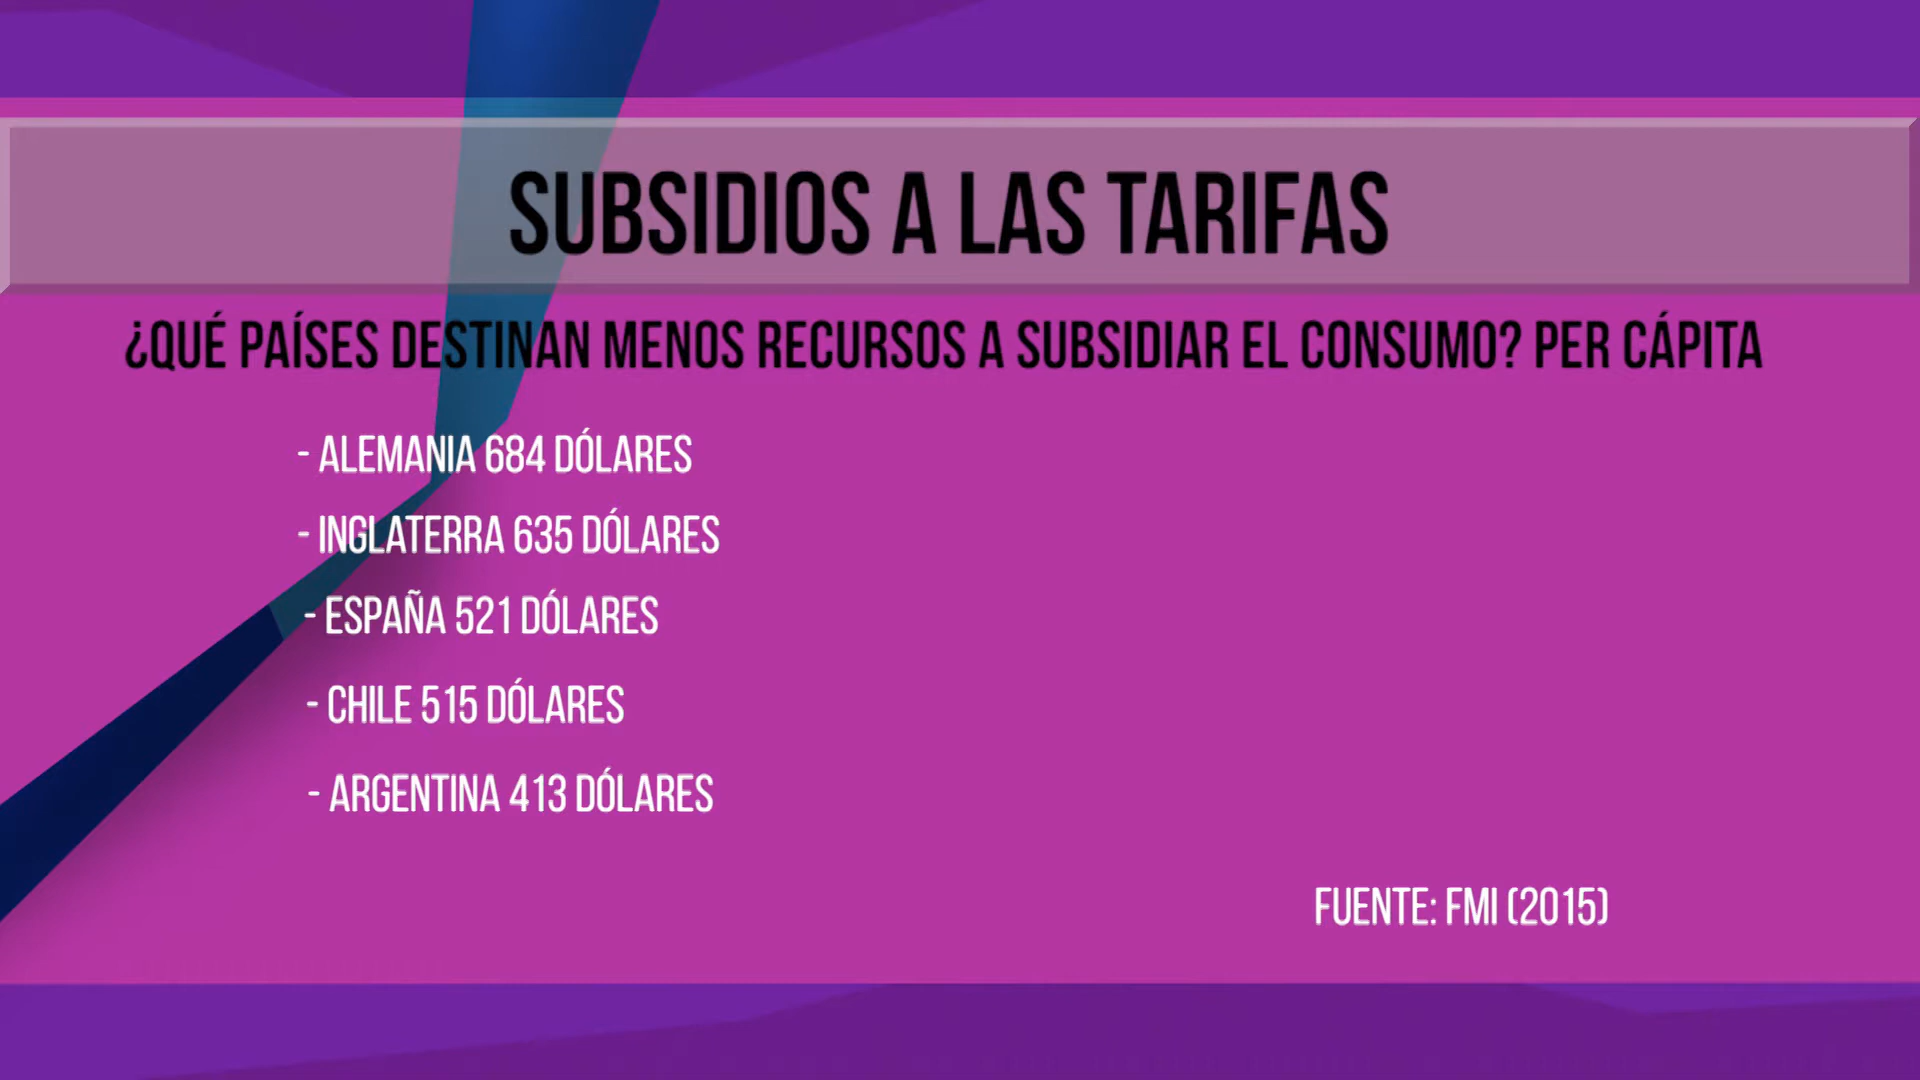 SUBSIDIOS A LAS TARIFAS
¿QUÉ PAÍSES DESTINAN MENOS RECURSOS A SUBSIDIAR EL CONSUMO? PER CÁPITA
- ALEMANIA 684 DÓLARES
- INGLATERRA 635 DÓLARES
- ESPAÑA 521 DÓLARES
- CHILE 515 DÓLARES
- ARGENTINA 413 DÓLARES
FUENTE: FMI (2015)